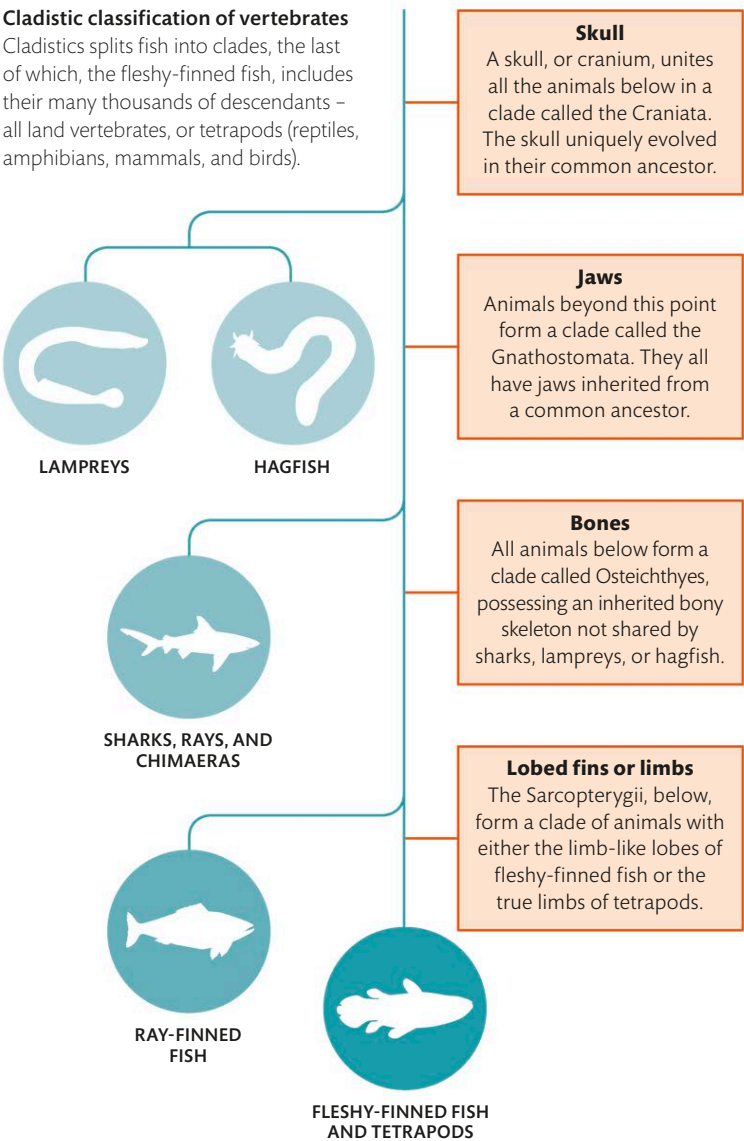 Cladistic classification of vertebrates
Cladistics splits fish into clades, the last
of which, the fleshy-finned fish, includes
their many thousands of descendants –
all land vertebrates, or tetrapods (reptiles,
amphibians, mammals, and birds).
Skull
A skull, or cranium, unites
all the animals below in a
clade called the Craniata.
The skull uniquely evolved
in their common ancestor.
LAMPREYS
HAGFISH
Jaws
Animals beyond this point
form a clade called the
Gnathostomata. They all
have jaws inherited from
a common ancestor.
SHARKS, RAYS, AND
CHIMAERAS
Bones
All animals below form a
clade called Osteichthyes,
possessing an inherited bony
skeleton not shared by
sharks, lampreys, or hagfish.
RAY-FINNED
FISH
Lobed fins or limbs
The Sarcopterygii, below,
form a clade of animals with
either the limb-like lobes of
fleshy-finned fish or the
true limbs of tetrapods.
FLESHY-FINNED FISH
AND TETRAPODS